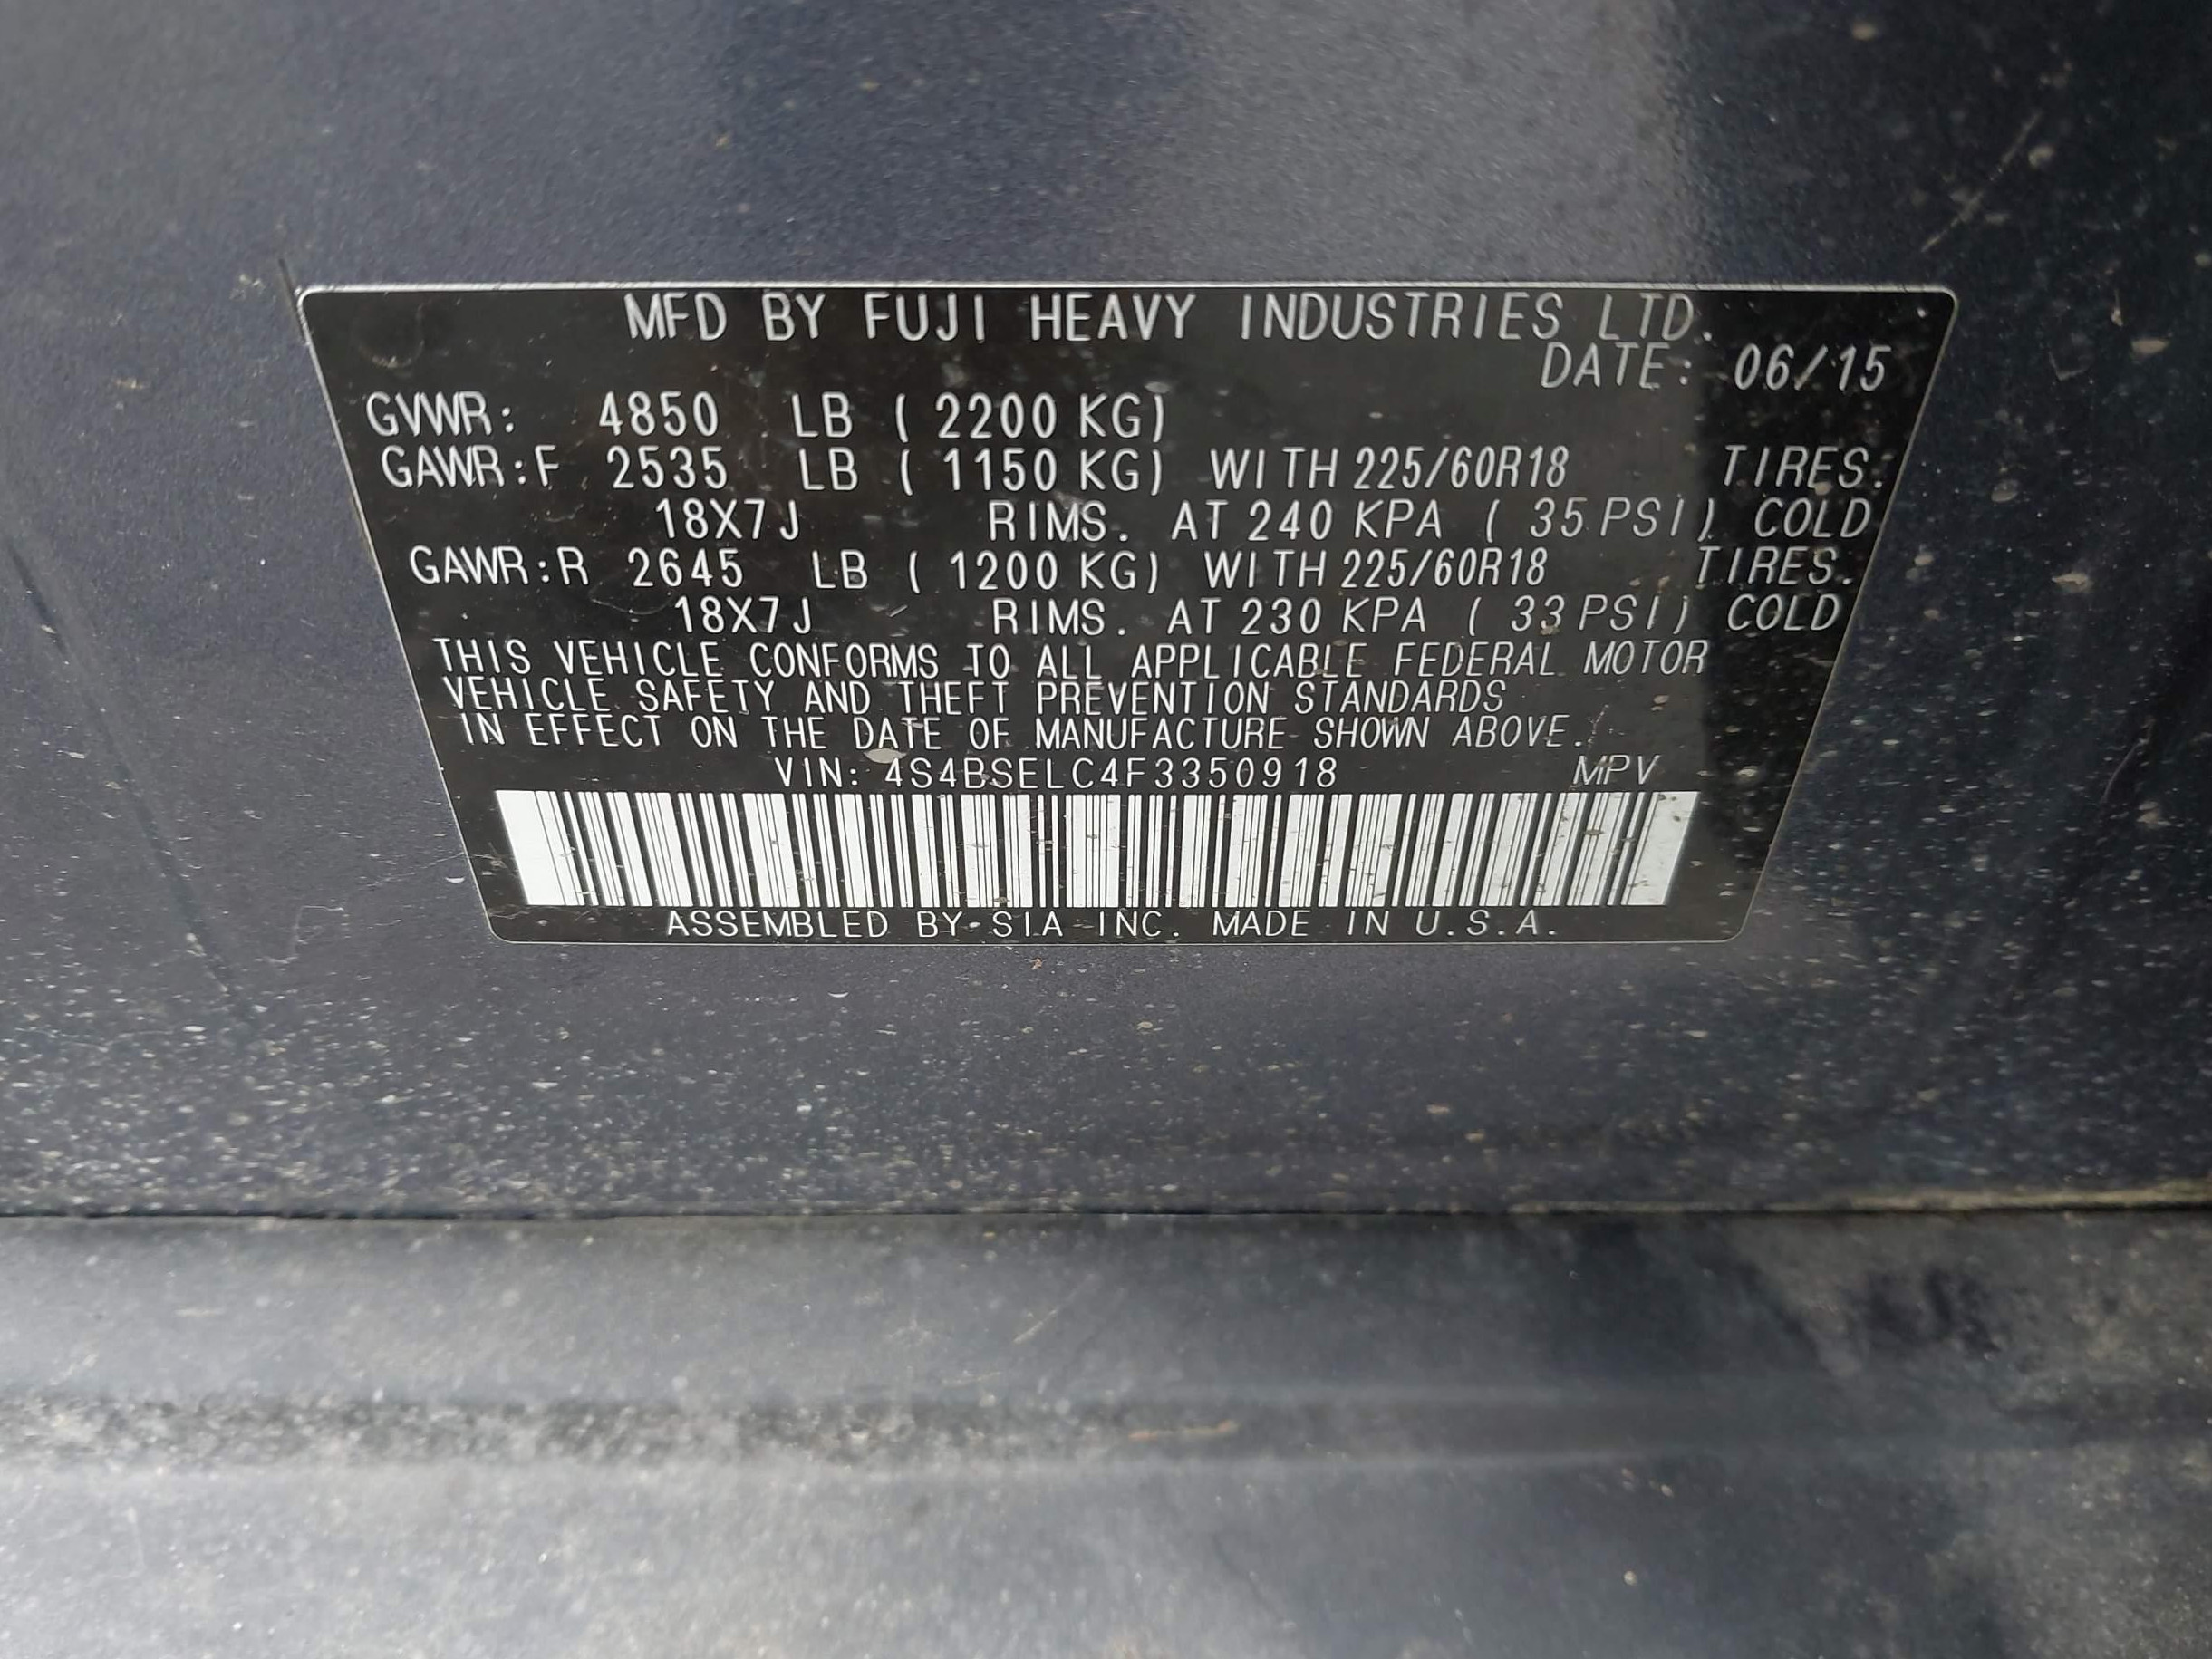 MFD BY FUJI HEAVY INDUSTRIES LTD.
DATE: 06/15
GVWR: 4850 LB ( 2200 KG)
GAWR:F 2535 LB ( 1150 KG) WITH 225/60R18 TIRES.
18X7J RIMS. AT 240 KPA ( 35 PSI) COLD
GAWR:R 2645 LB ( 1200 KG) WITH 225/60R18 TIRES.
18X7J RIMS. AT 230 KPA ( 33 PSI) COLD
THIS VEHICLE CONFORMS TO ALL APPLICABLE FEDERAL MOTOR
VEHICLE SAFETY AND THEFT PREVENTION STANDARDS
IN EFFECT ON THE DATE OF MANUFACTURE SHOWN ABOVE.
VIN: 4S4BSELC4F3350918 MPV
ASSEMBLED BY SIA INC. MADE IN U.S.A.